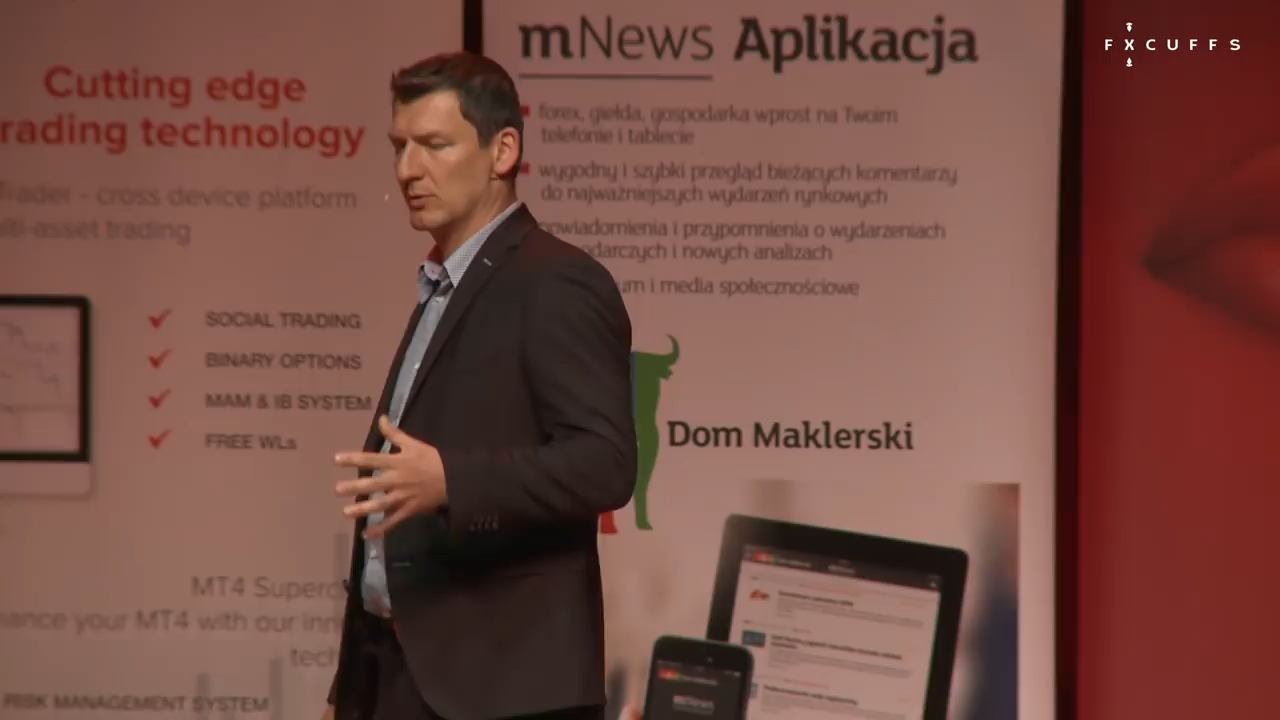 FXCUFFS
mNews Aplikacja
forex, giełda, gospodarka wprost na Twoim
telefonie i tablecie
wygodny i szybki przegląd bieżących komentarzy
do najważniejszych wydarzeń rynkowych
powiadomienia i przypomnienia o wydarzeniach
odarczych i nowych analizach
um i media społecznościowe
Dom Maklerski
Cutting edge
rading technology
Trader - cross device platform
lti-asset trading
SOCIAL TRADING
BINARY OPTIONS
MAM & IB SYSTEM
FREE WLs
MT4 Superc
hance your MT4 with our inn
tech
RISK MANAGEMENT SYSTEM